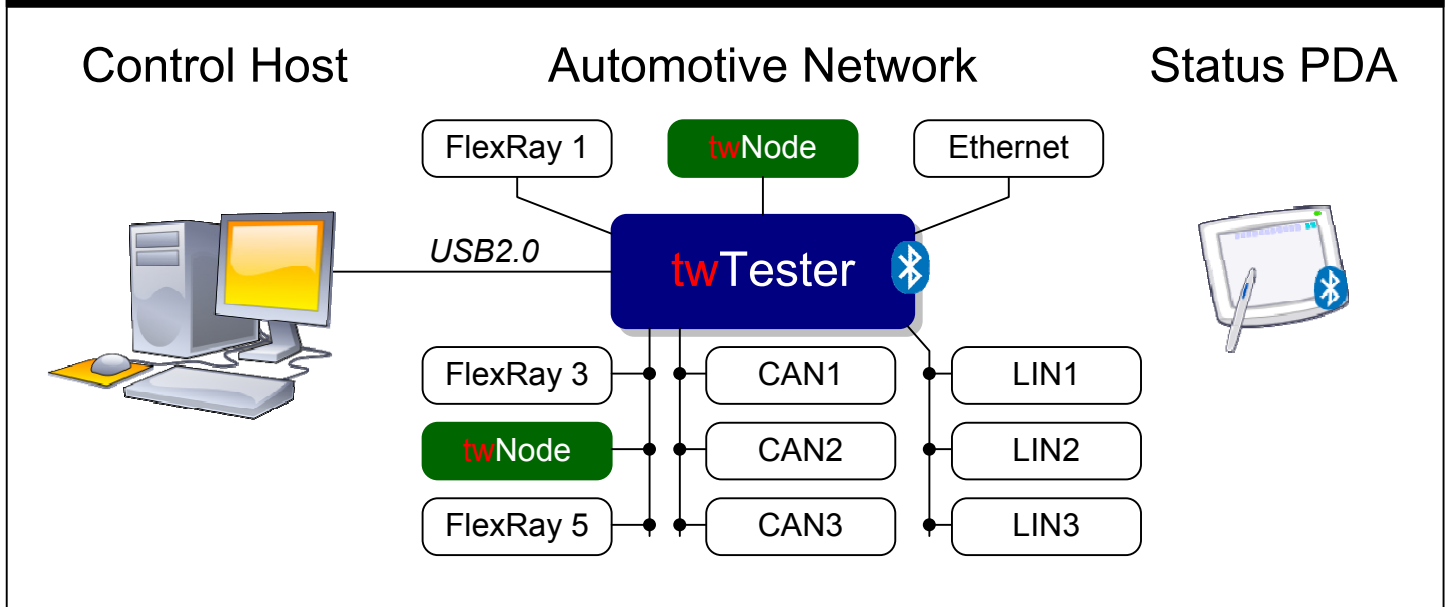 Control Host
Automotive Network
Status PDA
FlexRay 1
twNode
Ethernet
USB2.0
twTester
FlexRay 3
CAN1
LIN1
twNode
CAN2
LIN2
FlexRay 5
CAN3
LIN3